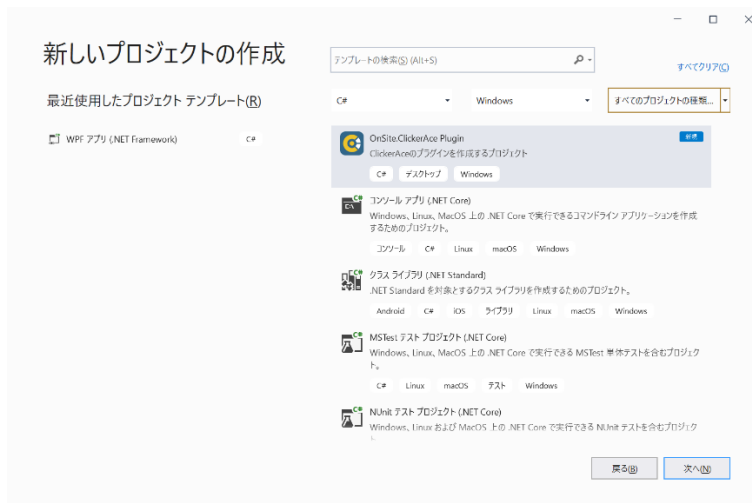 新しいプロジェクトの作成
テンプレートの検索(S) (Alt+S)
すべてクリア(C)
最近使用したプロジェクト テンプレート(R)
C#
Windows
すべてのプロジェクトの種類...
WPF アプリ (.NET Framework)
C#
OnSite.ClickerAce Plugin
ClickerAceのプラグインを作成するプロジェクト
C# デスクトップ Windows
コンソール アプリ (.NET Core)
Windows、Linux、MacOS 上の .NET Core で実行できるコマンドライン アプリケーションを作成
するためのプロジェクト。
コンソール C# Linux macOS Windows
クラス ライブラリ (.NET Standard)
.NET Standard を対象とするクラス ライブラリを作成するためのプロジェクト。
Android C# iOS ライブラリ Linux macOS Windows
MSTest テスト プロジェクト (.NET Core)
Windows、Linux、MacOS 上の .NET Core で実行できる MSTest 単体テストを含むプロジェク
ト。
C# Linux macOS テスト Windows
NUnit テスト プロジェクト (.NET Core)
Windows、Linux および MacOS 上の .NET Core で実行できる NUnit テストを含むプロジェク
戻る(B)
次へ(N)